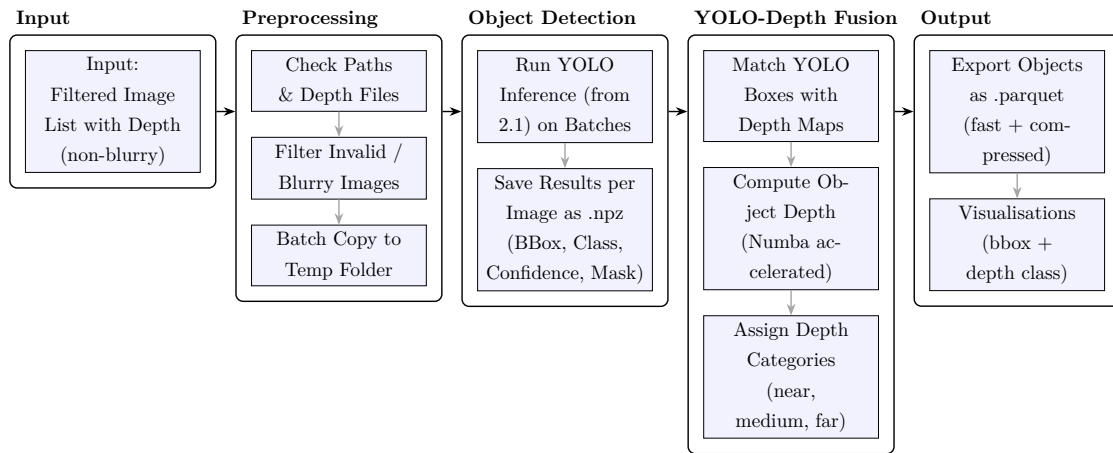 Input
Input:
Filtered Image
List with Depth
(non-blurry)
Preprocessing
Check Paths
& Depth Files
Filter Invalid /
Blurry Images
Batch Copy to
Temp Folder
Object Detection
Run YOLO
Inference (from
2.1) on Batches
Save Results per
Image as .npz
(BBox, Class,
Confidence, Mask)
YOLO-Depth Fusion
Match YOLO
Boxes with
Depth Maps
Compute Ob-
ject Depth
(Numba ac-
celerated)
Assign Depth
Categories
(near,
medium, far)
Output
Export Objects
as .parquet
(fast + com-
pressed)
Visualisations
(bbox +
depth class)